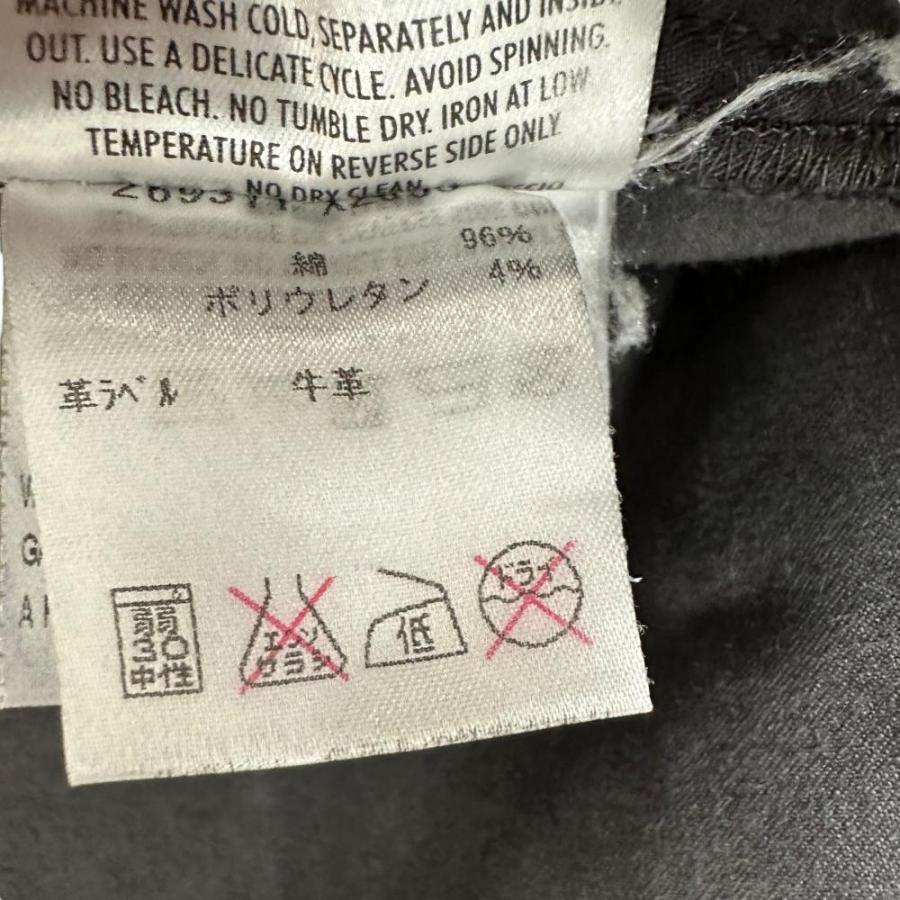 MACHINE WASH COLD, SEPARATELY AND INSIDE
OUT. USE A DELICATE CYCLE. AVOID SPINNING.
NO BLEACH. NO TUMBLE DRY. IRON AT LOW
TEMPERATURE ON REVERSE SIDE ONLY.
NO DRY CLEAN
綿 96%
ポリウレタン 4%
革ラベル 牛革
中性
エンソ
サラシ
低
ドライ
W
G
A